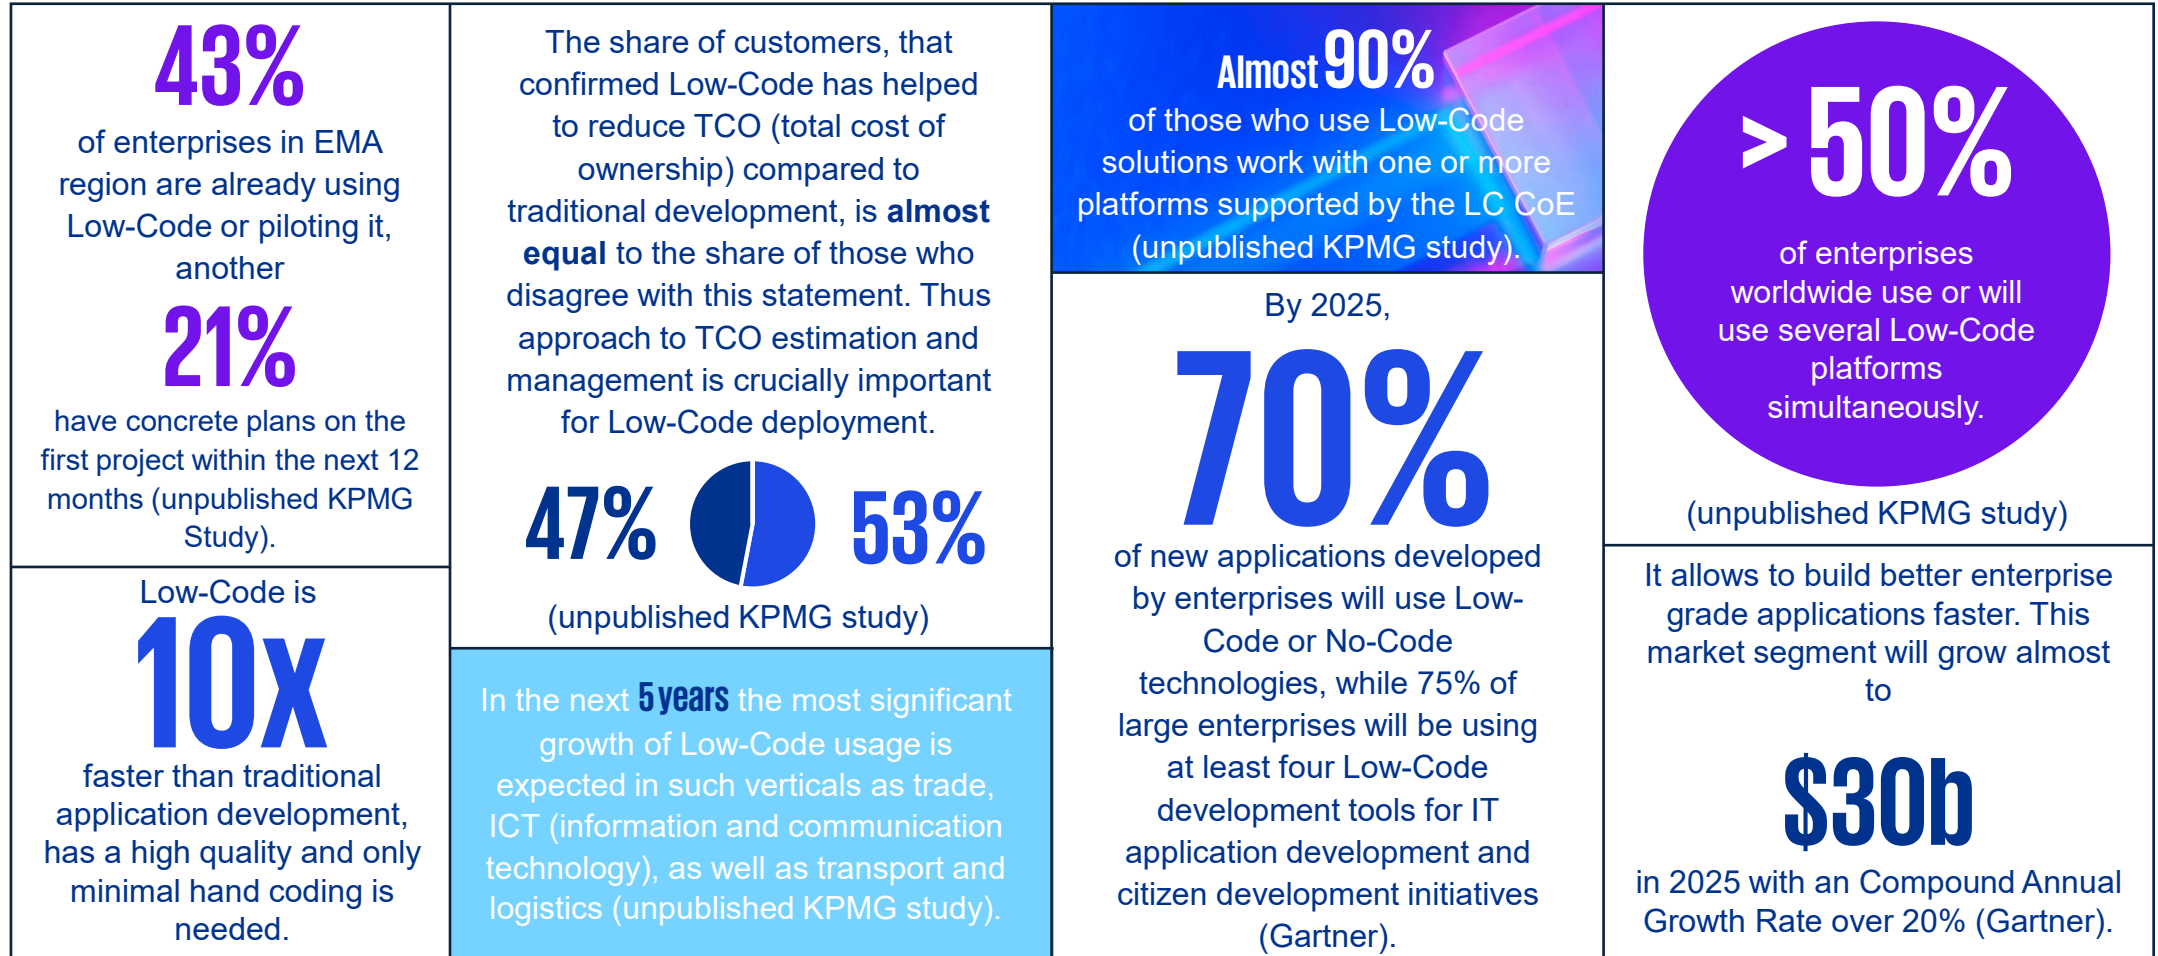 43%
of enterprises in EMA
region are already using
Low-Code or piloting it,
another
21%
have concrete plans on the
first project within the next 12
months (unpublished KPMG
Study).
Low-Code is
10x
faster than traditional
application development,
has a high quality and only
minimal hand coding is
needed.
The share of customers, that
confirmed Low-Code has helped
to reduce TCO (total cost of
ownership) compared to
traditional development, is almost
equal to the share of those who
disagree with this statement. Thus
approach to TCO estimation and
management is crucially important
for Low-Code deployment.
47% 53%
(unpublished KPMG study)
In the next 5 years the most significant
growth of Low-Code usage is
expected in such verticals as trade,
ICT (information and communication
technology), as well as transport and
logistics (unpublished KPMG study).
Almost 90%
of those who use Low-Code
solutions work with one or more
platforms supported by the LC CoE
(unpublished KPMG study).
By 2025,
70%
of new applications developed
by enterprises will use Low-
Code or No-Code
technologies, while 75% of
large enterprises will be using
at least four Low-Code
development tools for IT
application development and
citizen development initiatives
(Gartner).
> 50%
of enterprises
worldwide use or will
use several Low-Code
platforms
simultaneously.
(unpublished KPMG study)
It allows to build better enterprise
grade applications faster. This
market segment will grow almost
to
$30b
in 2025 with an Compound Annual
Growth Rate over 20% (Gartner).